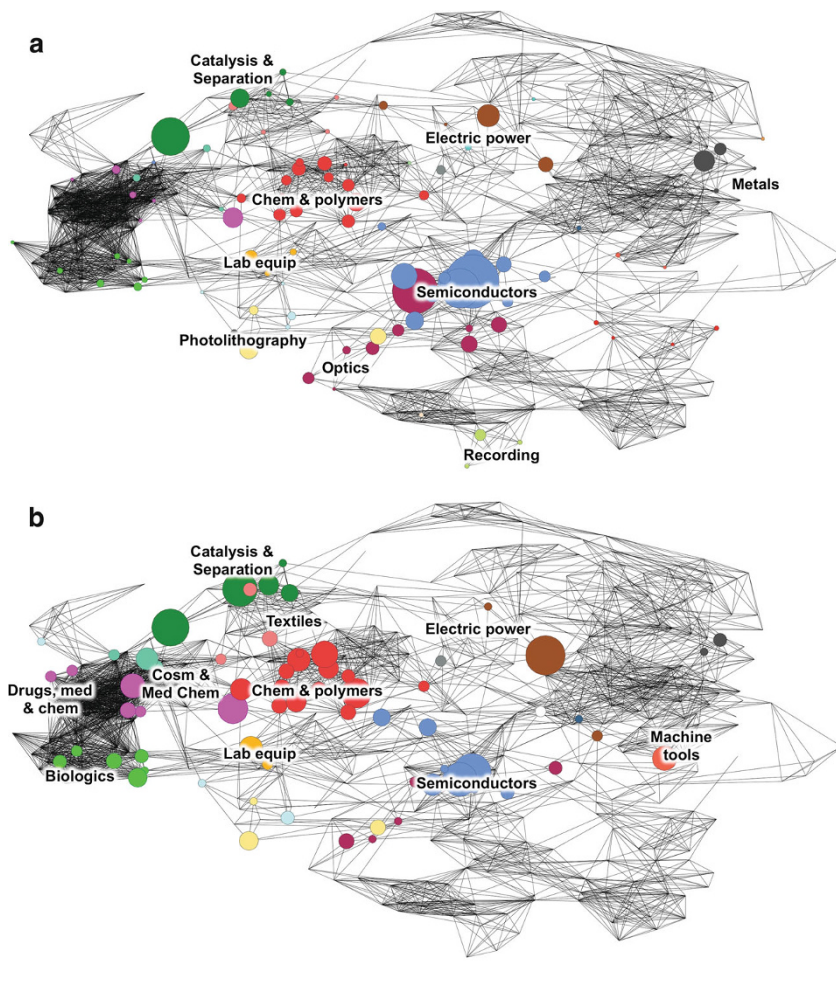 a
Catalysis &
Separation
Electric power
Metals
Chem & polymers
Lab equip
Semiconductors
Photolithography
Optics
Recording
b
Catalysis &
Separation
Textiles
Electric power
Drugs, med
& chem
Cosm &
Med Chem
Chem & polymers
Lab equip
Machine
tools
Biologics
Semiconductors